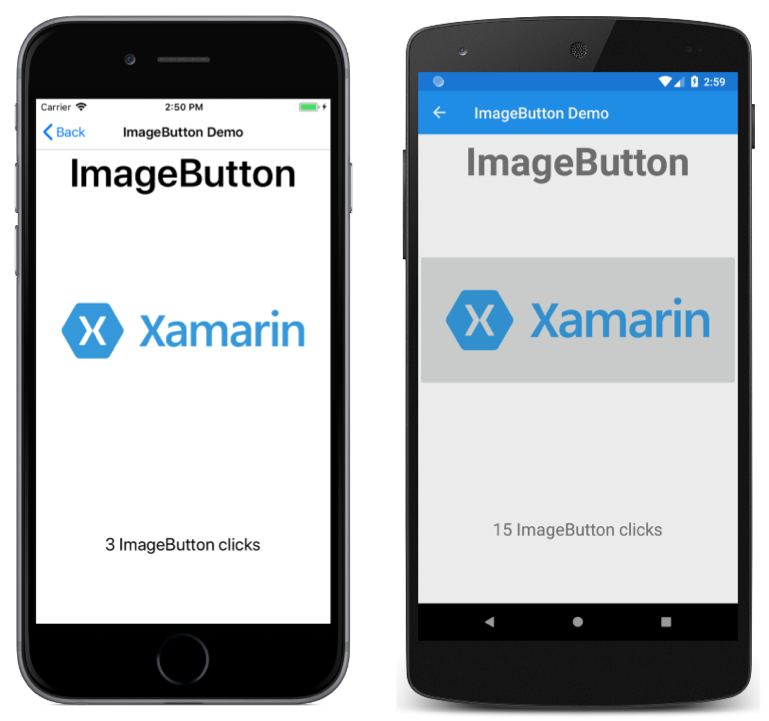 Carrier 2:50 PM
Back ImageButton Demo
ImageButton
X Xamarin
3 ImageButton clicks
2:59
ImageButton Demo
ImageButton
X Xamarin
15 ImageButton clicks